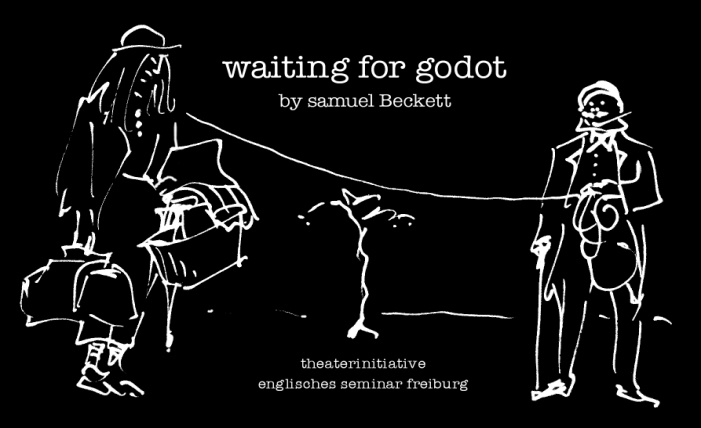 waiting for godot
by samuel Beckett
theaterinitiative
englisches seminar freiburg